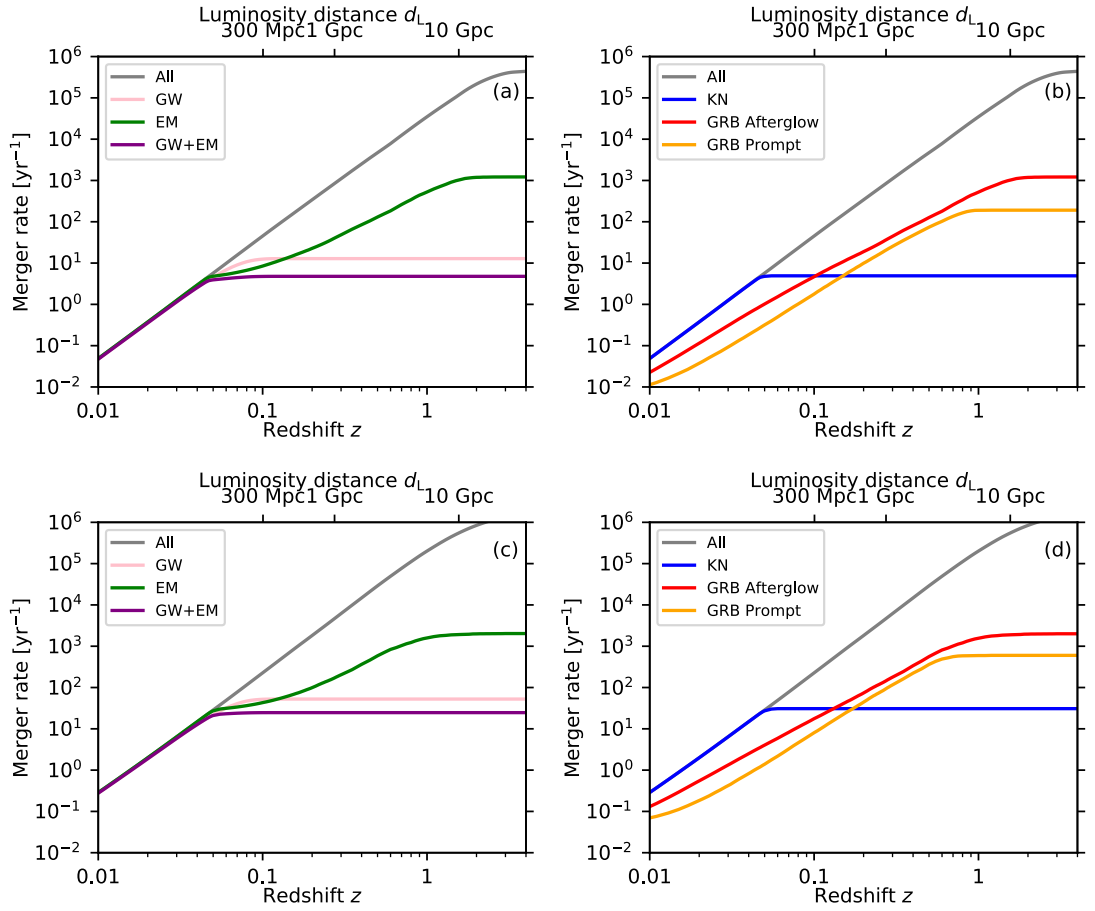 Luminosity distance d_L
300 Mpc1 Gpc 10 Gpc
10^6
10^5
10^4
10^3
10^2
10^1
10^0
10^−1
10^−2
Merger rate [yr^−1]
All
GW
EM
GW+EM
(a)
0.01 0.1 1
Redshift z
Luminosity distance d_L
300 Mpc1 Gpc 10 Gpc
10^6
10^5
10^4
10^3
10^2
10^1
10^0
10^−1
10^−2
Merger rate [yr^−1]
All
KN
GRB Afterglow
GRB Prompt
(b)
0.01 0.1 1
Redshift z
Luminosity distance d_L
300 Mpc1 Gpc 10 Gpc
10^6
10^5
10^4
10^3
10^2
10^1
10^0
10^−1
10^−2
Merger rate [yr^−1]
All
GW
EM
GW+EM
(c)
0.01 0.1 1
Redshift z
Luminosity distance d_L
300 Mpc1 Gpc 10 Gpc
10^6
10^5
10^4
10^3
10^2
10^1
10^0
10^−1
10^−2
Merger rate [yr^−1]
All
KN
GRB Afterglow
GRB Prompt
(d)
0.01 0.1 1
Redshift z